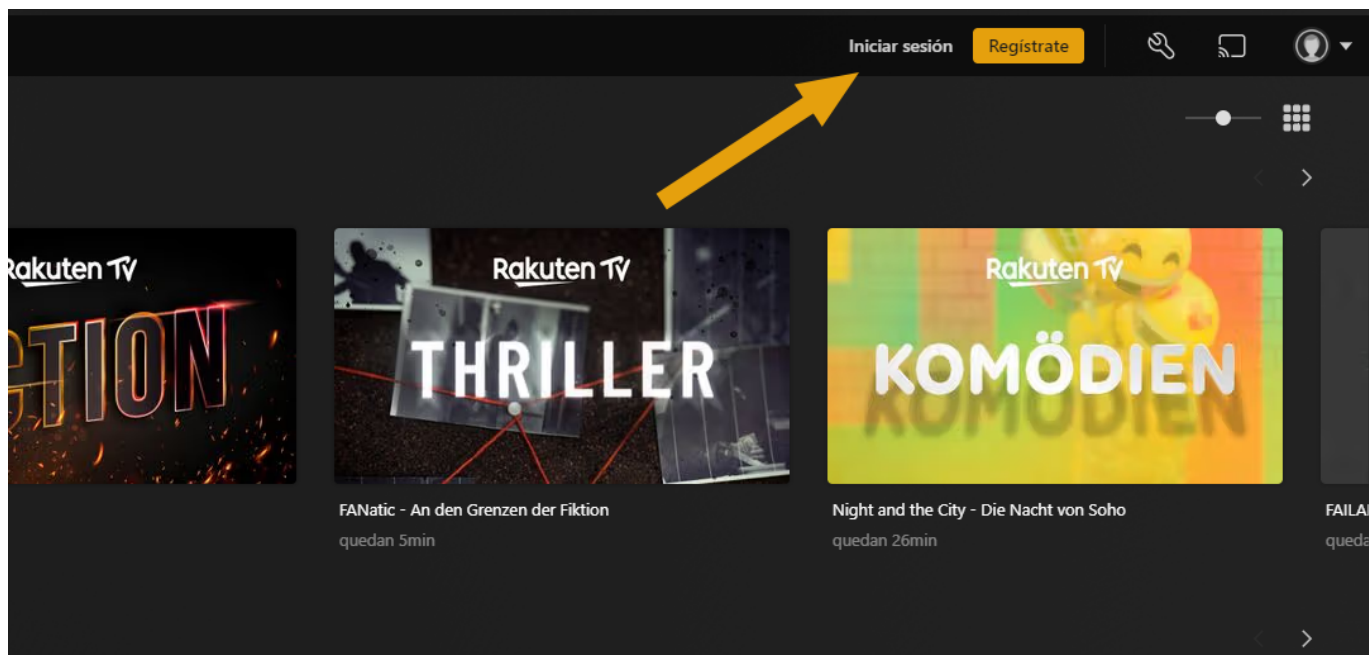 Iniciar sesión
Regístrate
Rakuten TV
CTION
Rakuten TV
THRILLER
Rakuten TV
KOMÖDIEN
FANatic - An den Grenzen der Fiktion
quedan 5min
Night and the City - Die Nacht von Soho
quedan 26min